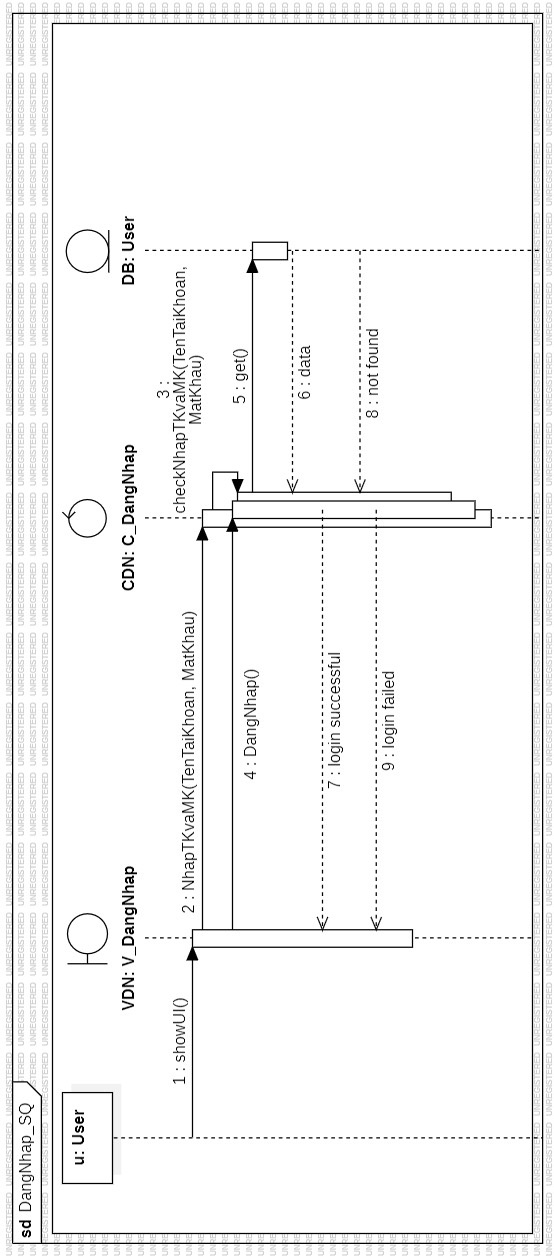 sd DangNhap_SQ
u: User
VDN: V_DangNhap
CDN: C_DangNhap
DB: User
1 : showUI()
2 : NhapTKvaMK(TenTaiKhoan, MatKhau)
3 :
checkNhapTKvaMK(TenTaiKhoan,
MatKhau)
4 : DangNhap()
5 : get()
6 : data
7 : login successful
8 : not found
9 : login failed
UNREGISTERED